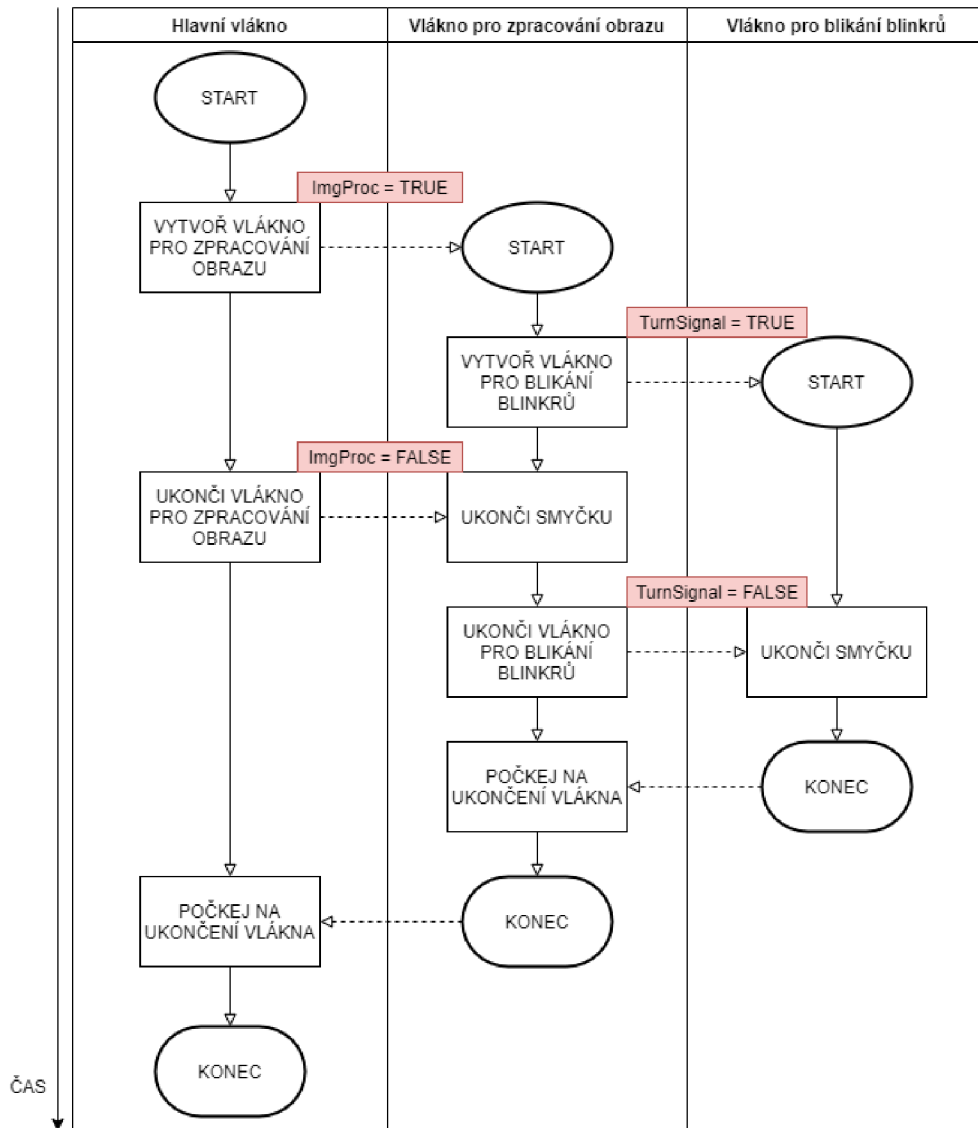 Hlavní vlákno
Vlákno pro zpracování obrazu
Vlákno pro blikání blinkrů
START
ImgProc = TRUE
VYTVOŘ VLÁKNO
PRO ZPRACOVÁNÍ
OBRAZU
START
TurnSignal = TRUE
VYTVOŘ VLÁKNO
PRO BLIKÁNÍ
BLINKRŮ
START
ImgProc = FALSE
UKONČI VLÁKNO
PRO ZPRACOVÁNÍ
OBRAZU
UKONČI SMYČKU
TurnSignal = FALSE
UKONČI VLÁKNO
PRO BLIKÁNÍ
BLINKRŮ
UKONČI SMYČKU
POČKEJ NA
UKONČENÍ VLÁKNA
KONEC
POČKEJ NA
UKONČENÍ VLÁKNA
KONEC
KONEC
ČAS